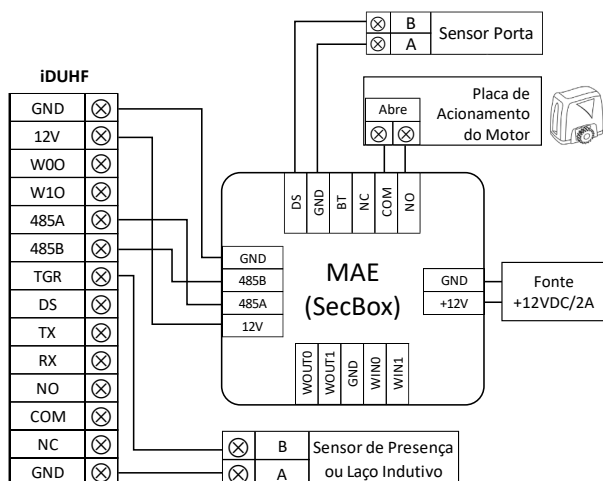 B
A
Sensor Porta
iDUHF
GND
12V
W0O
W1O
485A
485B
TGR
DS
TX
RX
NO
COM
NC
GND
Abre
Placa de
Acionamento
do Motor
DS
GND
BT
NC
COM
NO
GND
485B
485A
12V
MAE
(SecBox)
GND
+12V
Fonte
+12VDC/2A
WOUT0
WOUT1
GND
WIN0
WIN1
B
A
Sensor de Presença
ou Laço Indutivo